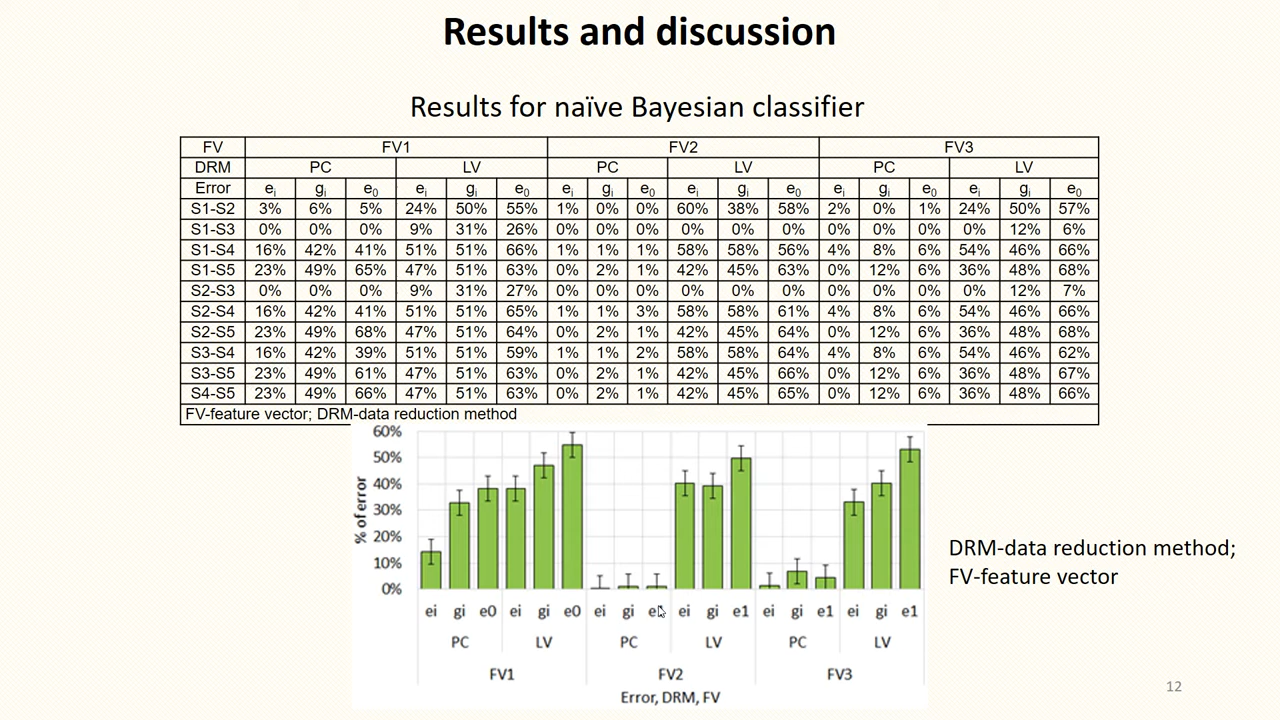 Results and discussion
Results for naïve Bayesian classifier
FV FV1 FV2 FV3
DRM PC LV PC LV PC LV
Error ei gi e0 ei gi e0 ei gi e0 ei gi e0 ei gi e0 ei gi e0
S1-S2 3% 6% 5% 24% 50% 55% 1% 0% 0% 60% 38% 58% 2% 0% 1% 24% 50% 57%
S1-S3 0% 0% 0% 9% 31% 26% 0% 0% 0% 0% 0% 0% 0% 0% 0% 0% 12% 6%
S1-S4 16% 42% 41% 51% 51% 66% 1% 1% 1% 58% 58% 56% 4% 8% 6% 54% 46% 66%
S1-S5 23% 49% 65% 47% 51% 63% 0% 2% 1% 42% 45% 63% 0% 12% 6% 36% 48% 68%
S2-S3 0% 0% 0% 9% 31% 27% 0% 0% 0% 0% 0% 0% 0% 0% 0% 0% 12% 7%
S2-S4 16% 42% 41% 51% 51% 65% 1% 1% 3% 58% 58% 61% 4% 8% 6% 54% 46% 66%
S2-S5 23% 49% 68% 47% 51% 64% 0% 2% 1% 42% 45% 64% 0% 12% 6% 36% 48% 68%
S3-S4 16% 42% 39% 51% 51% 59% 1% 1% 2% 58% 58% 64% 4% 8% 6% 54% 46% 62%
S3-S5 23% 49% 61% 47% 51% 63% 0% 2% 1% 42% 45% 66% 0% 12% 6% 36% 48% 67%
S4-S5 23% 49% 66% 47% 51% 63% 0% 2% 1% 42% 45% 65% 0% 12% 6% 36% 48% 66%
FV-feature vector; DRM-data reduction method
60%
50%
40%
30%
20%
10%
0%
% of error
ei gi e0 ei gi e0 ei gi ei gi e1 ei gi e1 ei gi e1
PC LV PC LV PC LV
FV1 FV2 FV3
Error, DRM, FV
DRM-data reduction method;
FV-feature vector
12